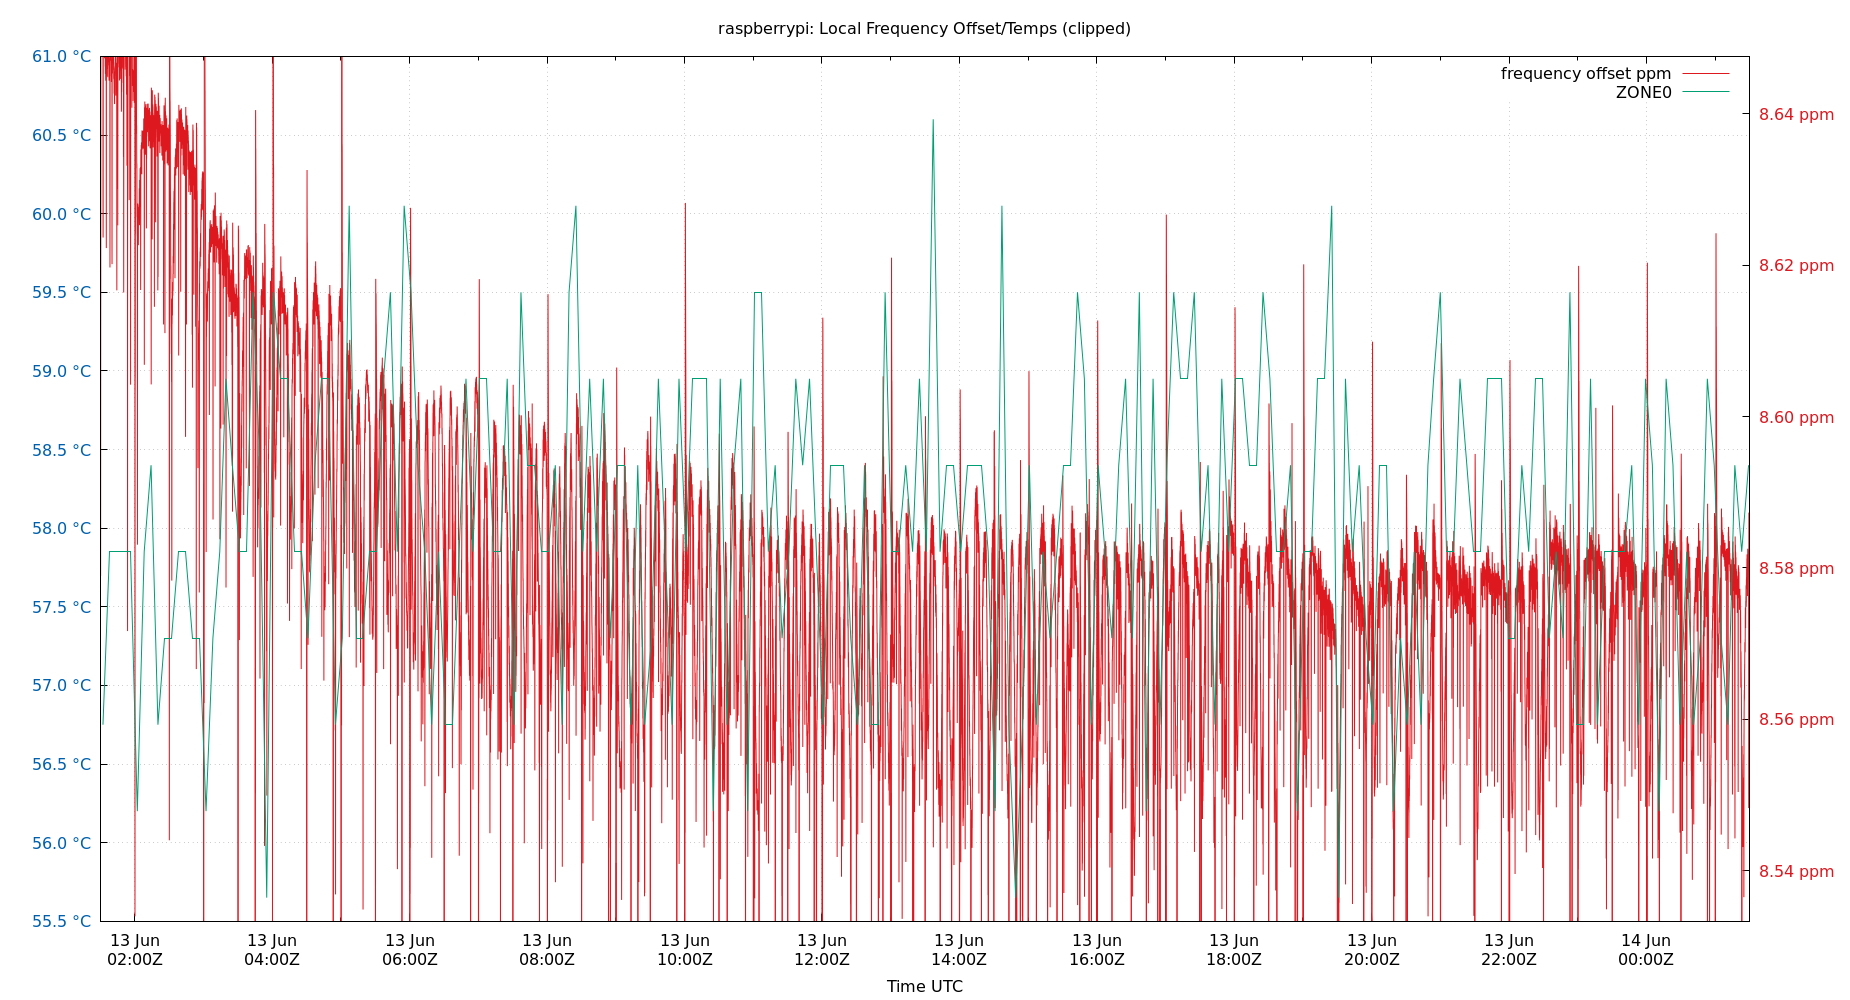 raspberrypi: Local Frequency Offset/Temps (clipped)
frequency offset ppm
ZONE0
61.0 °C
60.5 °C
60.0 °C
59.5 °C
59.0 °C
58.5 °C
58.0 °C
57.5 °C
57.0 °C
56.5 °C
56.0 °C
55.5 °C
8.64 ppm
8.62 ppm
8.60 ppm
8.58 ppm
8.56 ppm
8.54 ppm
13 Jun
02:00Z
13 Jun
04:00Z
13 Jun
06:00Z
13 Jun
08:00Z
13 Jun
10:00Z
13 Jun
12:00Z
13 Jun
14:00Z
13 Jun
16:00Z
13 Jun
18:00Z
13 Jun
20:00Z
13 Jun
22:00Z
14 Jun
00:00Z
Time UTC